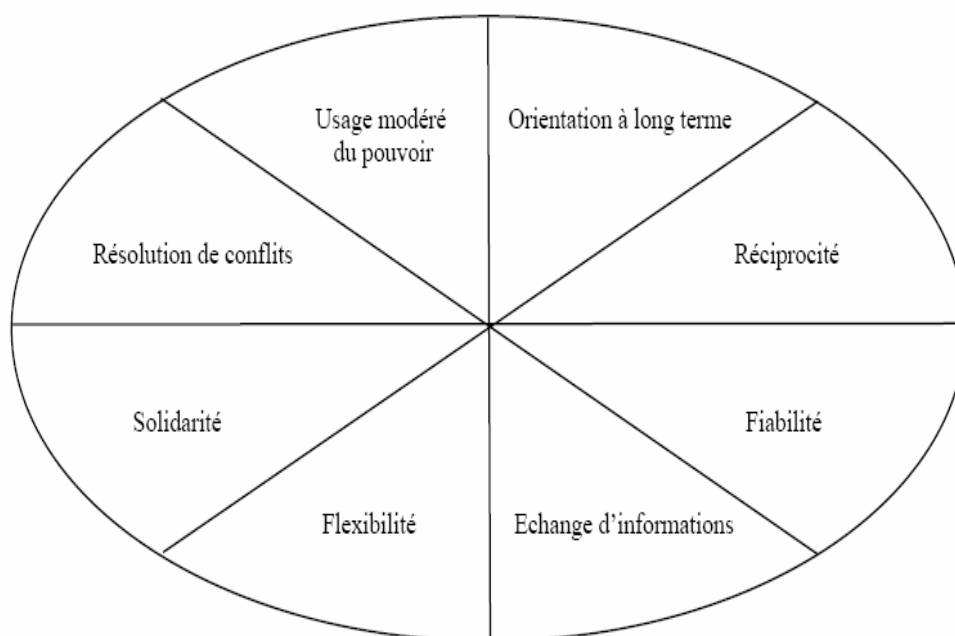 Usage modéré
du pouvoir
Orientation à long terme
Résolution de conflits
Réciprocité
Solidarité
Fiabilité
Flexibilité
Echange d’informations